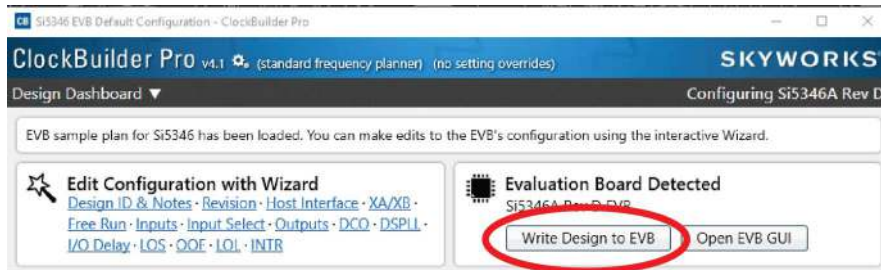 CB Si5346 EVB Default Configuration - ClockBuilder Pro
ClockBuilder Pro v4.1 (standard frequency planner) (no setting overrides) SKYWORKS
Design Dashboard ▼ Configuring Si5346A Rev D
EVB sample plan for Si5346 has been loaded. You can make edits to the EVB's configuration using the interactive Wizard.
Edit Configuration with Wizard
Design ID & Notes · Revision · Host Interface · XA/XB ·
Free Run · Inputs · Input Select · Outputs · DCO · DSPLL ·
I/O Delay · LOS · OOF · LOL · INTR
Evaluation Board Detected
Si5346A Rev D EVB
Write Design to EVB Open EVB GUI